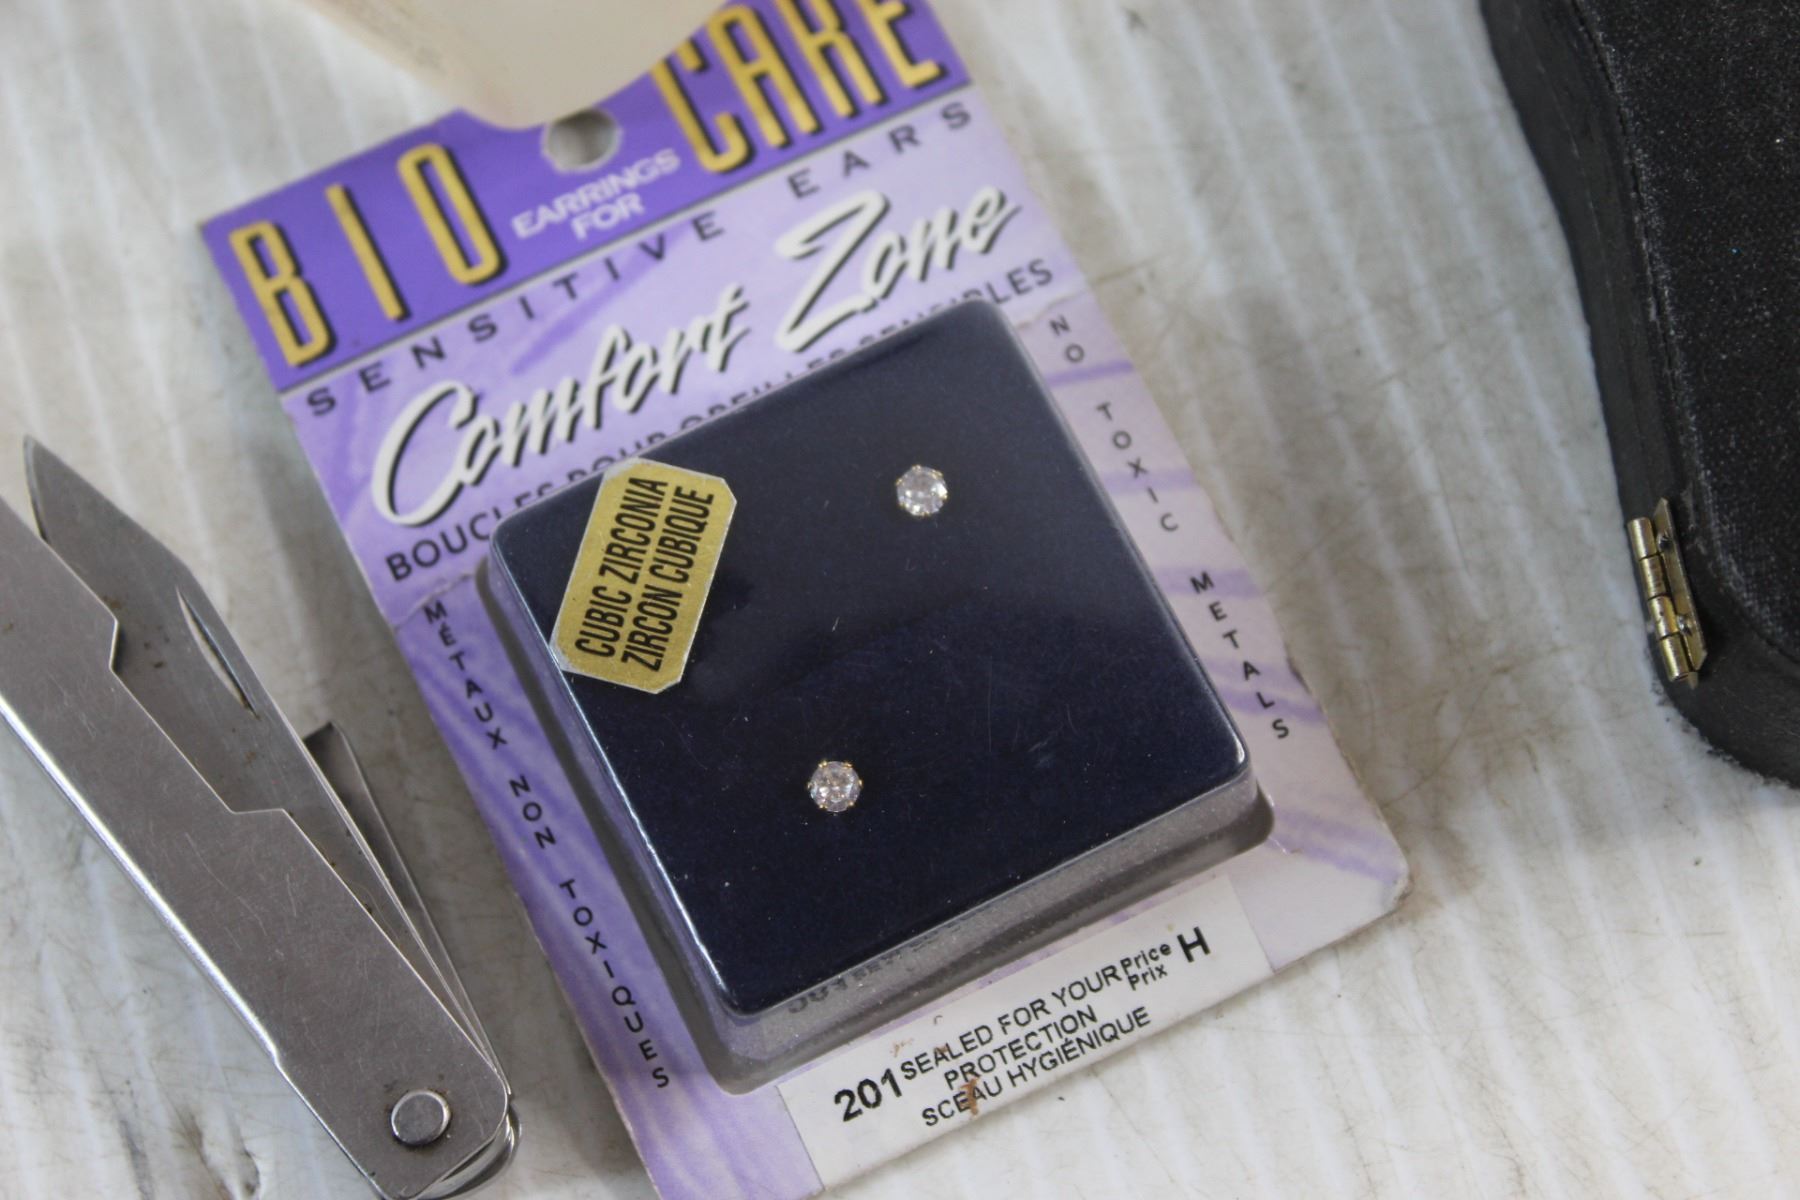 BIO CARE
EARRINGS
FOR
SENSITIVE EARS
Comfort Zone
BOUCLES POUR OREILLES SENSIBLES
NO TOXIC METALS
MÉTAUX NON TOXIQUES
CUBIC ZIRCONIA
ZIRCON CUBIQUE
201 SEALED FOR YOUR Price H
PROTECTION Prix
SCEAU HYGIÉNIQUE